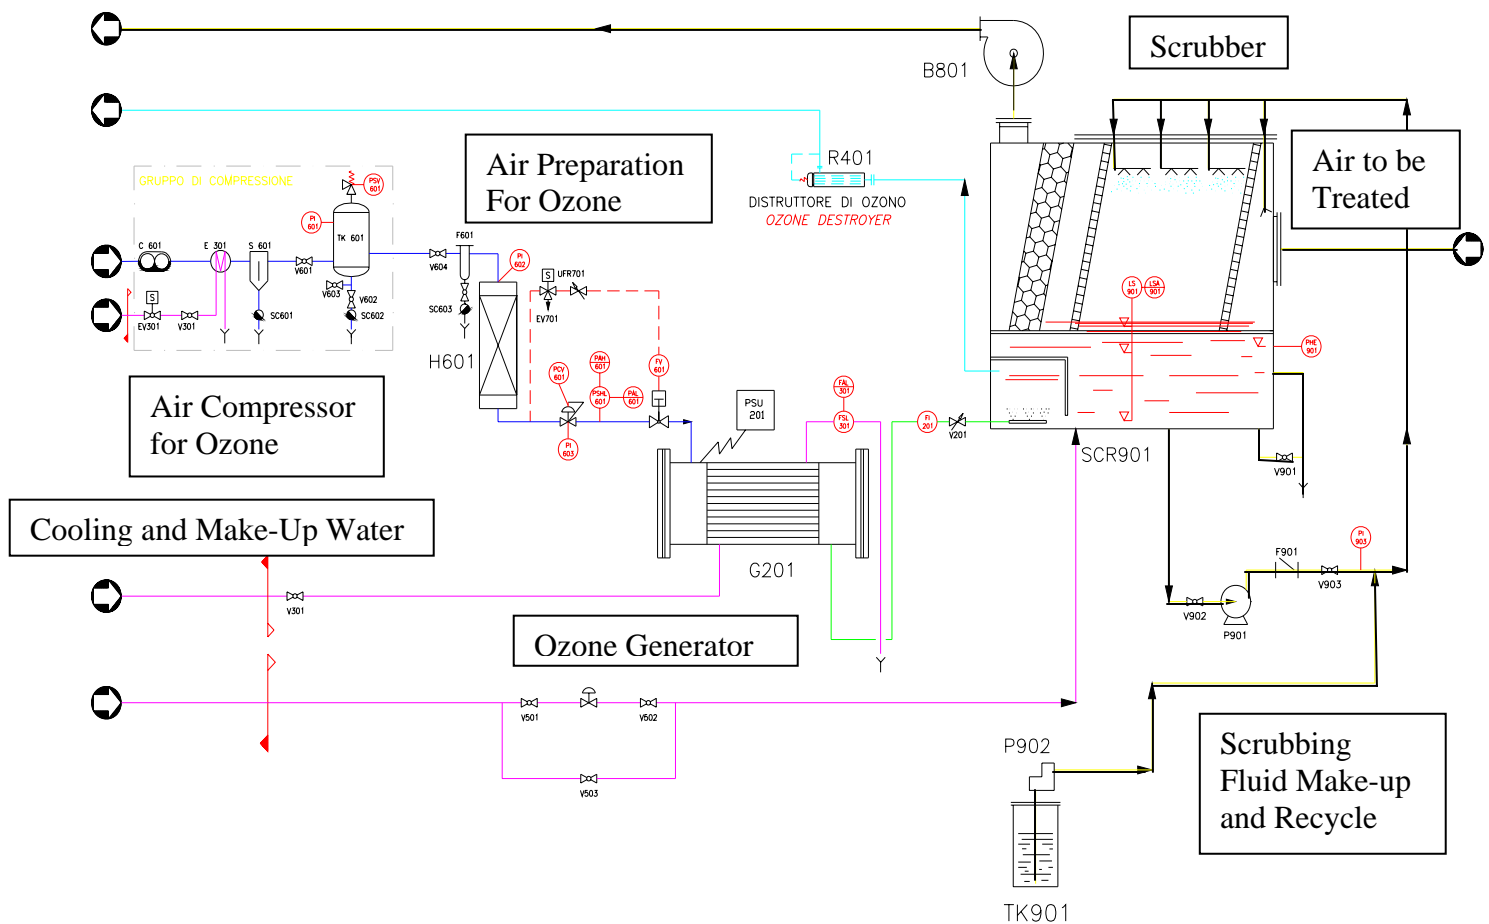 Scrubber
B801
Air Preparation
For Ozone
R401
Air to be
Treated
GRUPPO DI COMPRESSIONE
PSV
601
DISTRUTTORE DI OZONO
OZONE DESTROYER
PI
601
TK 601
C 601
E 301
S 601
V601
V604
F601
PI
602
V603
V602
SC601
SC602
SC603
S
EV301
V301
S
UFR701
EV701
LS
901
LSA
901
PHE
901
H601
Air Compressor
for Ozone
PCV
601
PAH
601
PSHL
601
PAL
601
FV
601
PI
603
PSU
201
FAL
301
FSL
301
FI
201
V201
SCR901
V901
Cooling and Make-Up Water
G201
V301
F901
PI
903
V903
V902
P901
Ozone Generator
V501
V502
V503
P902
Scrubbing
Fluid Make-up
and Recycle
TK901